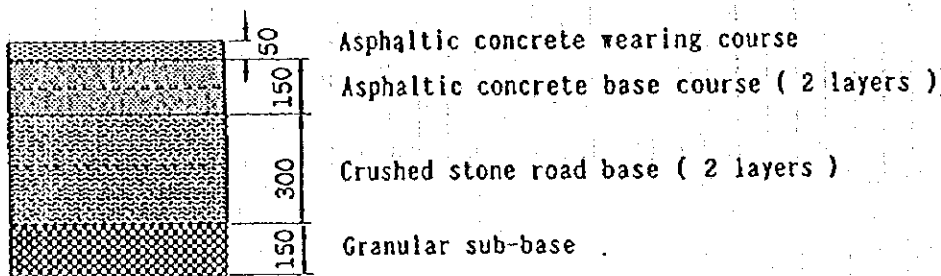 50 Asphaltic concrete wearing course
150 Asphaltic concrete base course ( 2 layers )
300 Crushed stone road base ( 2 layers )
150 Granular sub-base